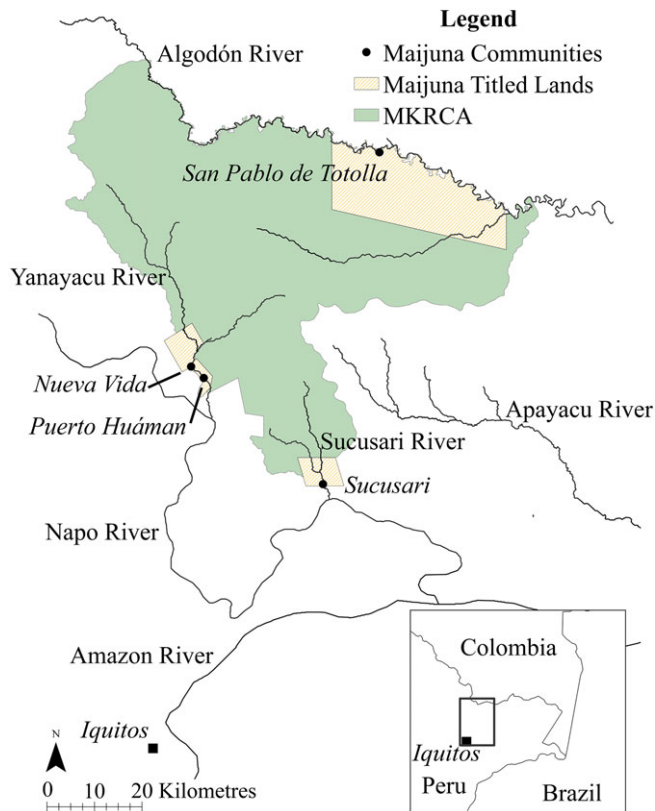 Legend
Algodón River
Maijuna Communities
Maijuna Titled Lands
MKRCA
San Pablo de Totolla
Yanayacu River
Nueva Vida
Puerto Huáman
Apayacu River
Sucusari River
Sucusari
Napo River
Amazon River
Colombia
Iquitos
N
Iquitos
Peru
Brazil
0 10 20 Kilometres